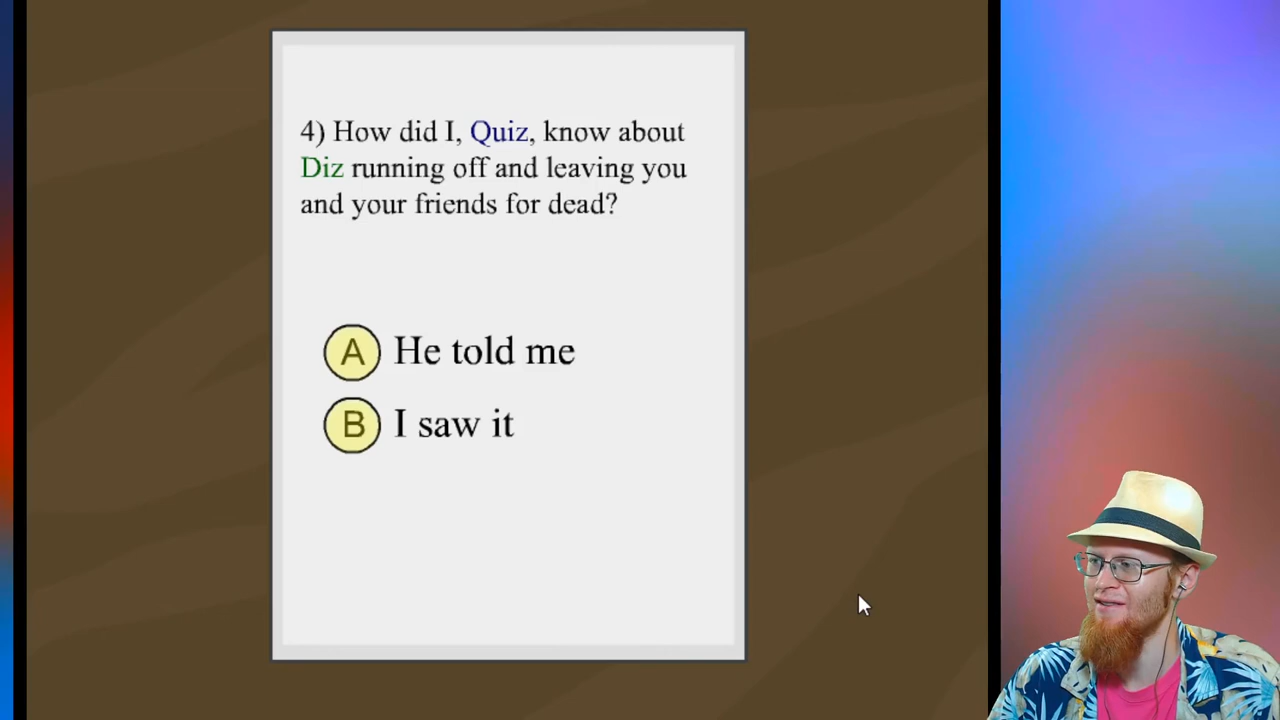 4) How did I, Quiz, know about
Diz running off and leaving you
and your friends for dead?
A He told me
B I saw it